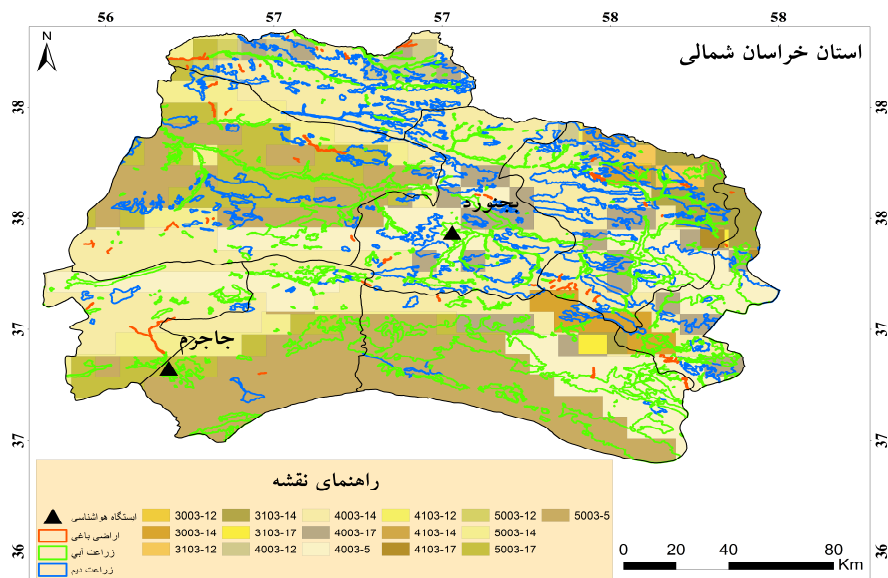 56 57 57 58 58
N
استان خراسان شمالی
38 38
بجنورد
38 38
37 37
جاجرم
37 37
36 36
راهنمای نقشه
ایستگاه هواشناسی
اراضی باغی
زراعت آبی
زراعت دیم
3003-12 3103-14 4003-14 4103-12 5003-12 5003-5
3003-14 3103-17 4003-17 4103-14 5003-14
3103-12 4003-12 4003-5 4103-17 5003-17
0 20 40 80
Km